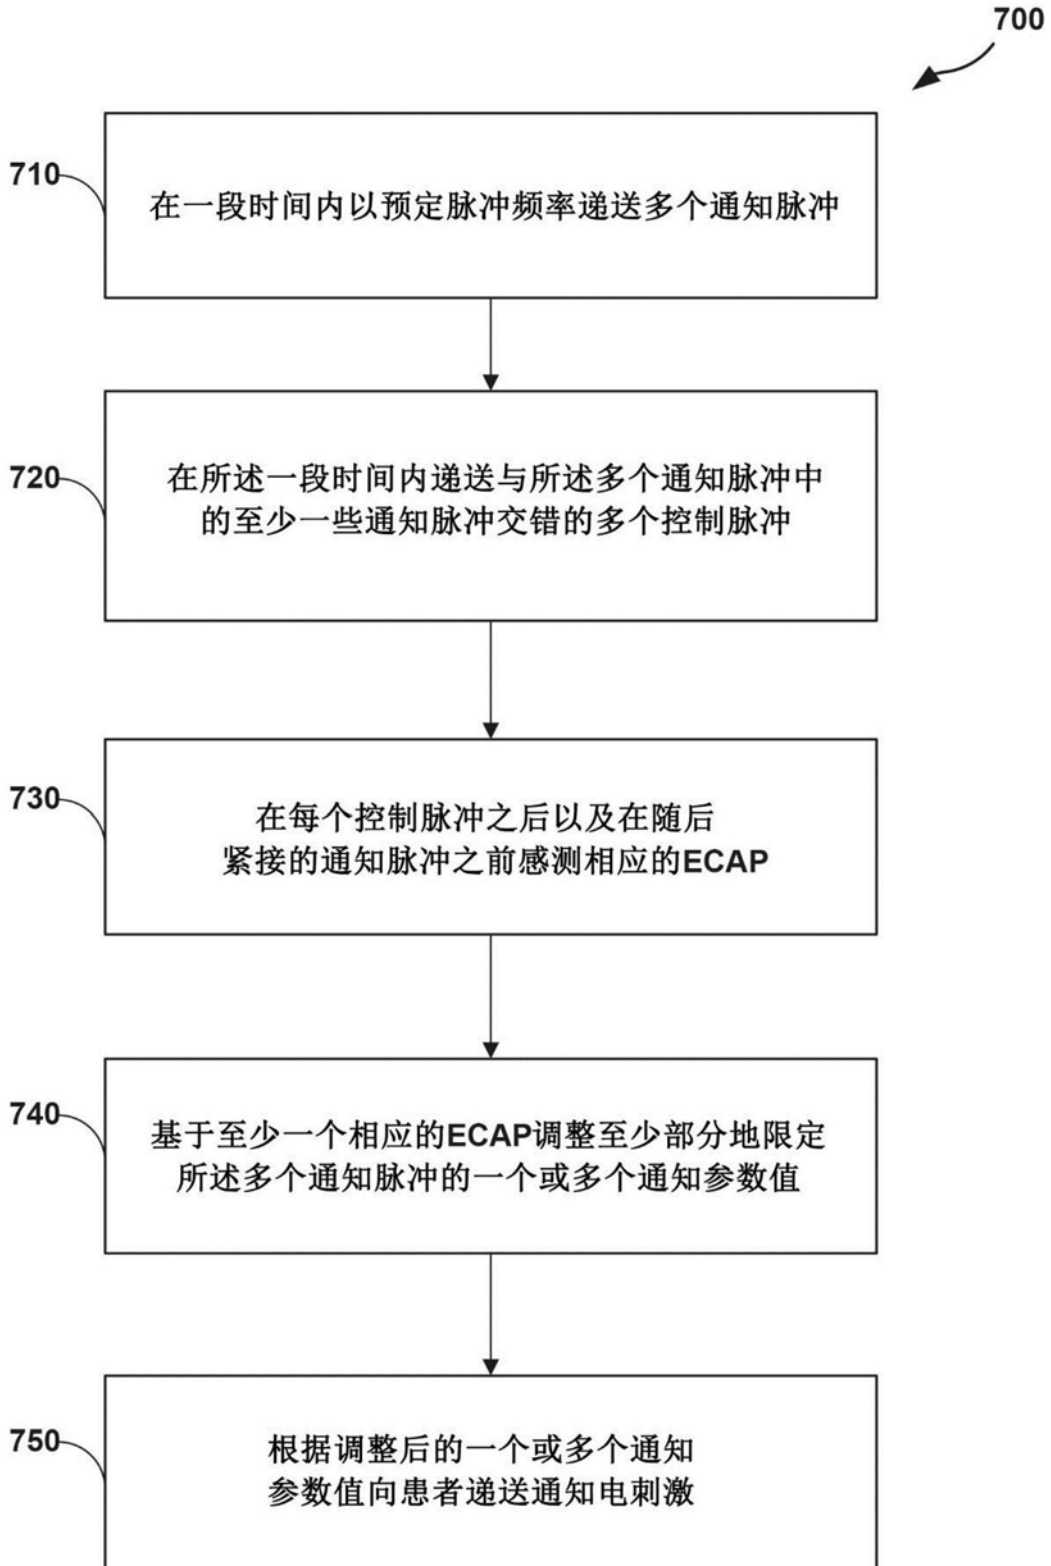 700
710
在一段时间内以预定脉冲频率递送多个通知脉冲
720
在所述一段时间内递送与所述多个通知脉冲中
的至少一些通知脉冲交错的多个控制脉冲
730
在每个控制脉冲之后以及在随后
紧接的通知脉冲之前感测相应的ECAP
740
基于至少一个相应的ECAP调整至少部分地限定
所述多个通知脉冲的一个或多个通知参数值
750
根据调整后的一个或多个通知
参数值向患者递送通知电刺激